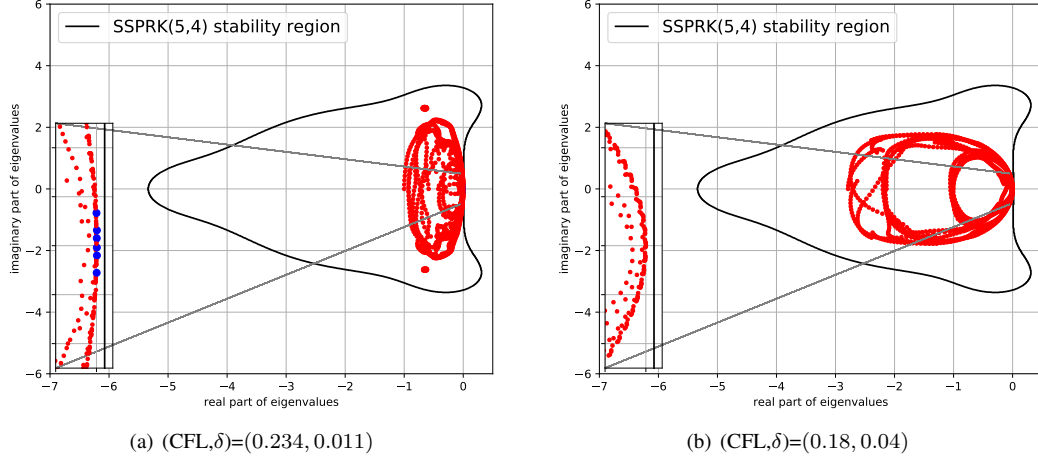 SSPRK(5,4) stability region
6
4
2
0
−2
−4
−6
imaginary part of eigenvalues
−7 −6 −5 −4 −3 −2 −1 0
real part of eigenvalues
(a) (CFL,δ)=(0.234, 0.011)
SSPRK(5,4) stability region
6
4
2
0
−2
−4
−6
imaginary part of eigenvalues
−7 −6 −5 −4 −3 −2 −1 0
real part of eigenvalues
(b) (CFL,δ)=(0.18, 0.04)